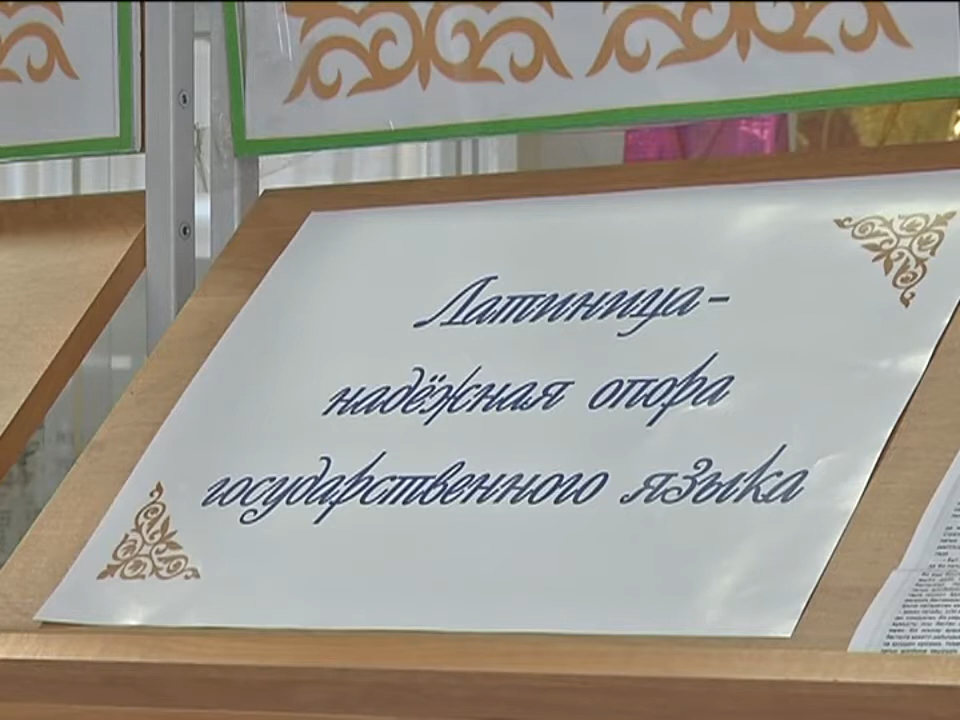 Латиница-
надёжная опора
государственного языка